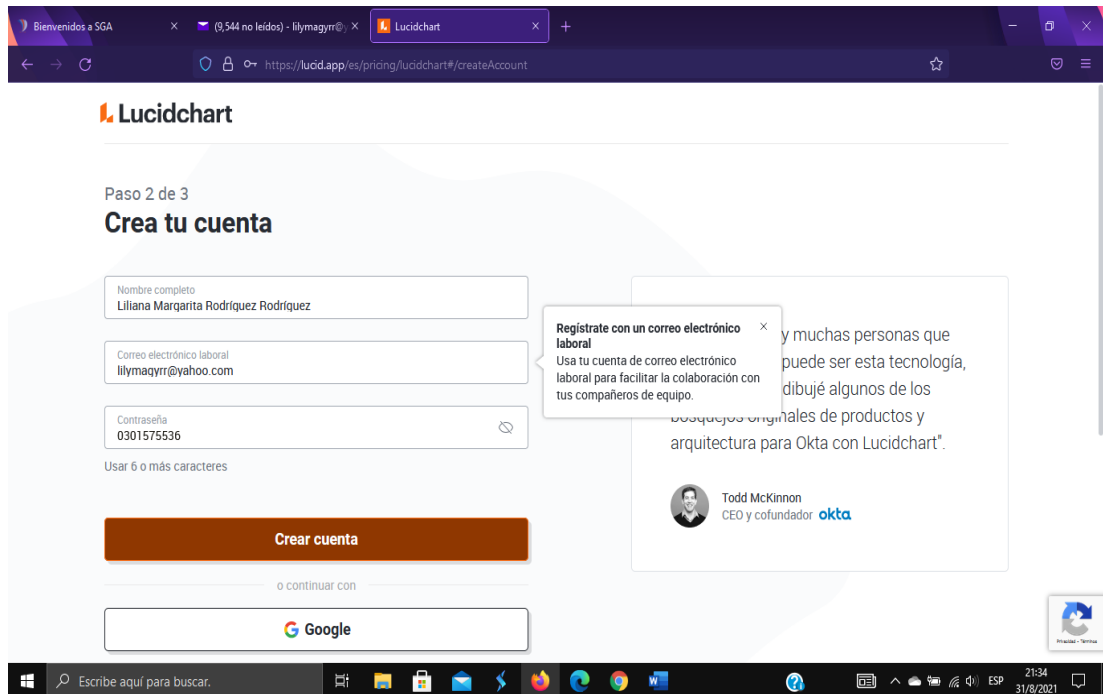 Bienvenidos a SGA
(9,544 no leídos) - lilymagyrr@y
Lucidchart
https://lucid.app/es/pricing/lucidchart#/createAccount
Lucidchart
Paso 2 de 3
Crea tu cuenta
Nombre completo
Liliana Margarita Rodríguez Rodríguez
Correo electrónico laboral
lilymagyrr@yahoo.com
Contraseña
0301575536
Usar 6 o más caracteres
Crear cuenta
o continuar con
Google
Regístrate con un correo electrónico
laboral
Usa tu cuenta de correo electrónico
laboral para facilitar la colaboración con
tus compañeros de equipo.
y muchas personas que
puede ser esta tecnología,
dibujé algunos de los
bosquejos originales de productos y
arquitectura para Okta con Lucidchart".
Todd McKinnon
CEO y cofundador okta
Privacidad - Términos
Escribe aquí para buscar.
ESP
21:34
31/8/2021